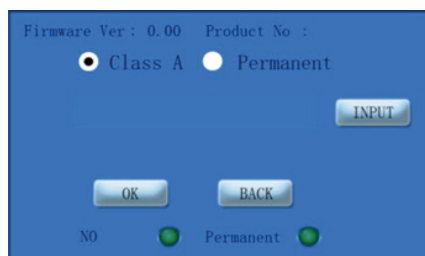 Firmware Ver: 0.00 Product No :
Class A Permanent
INPUT
OK BACK
NO Permanent